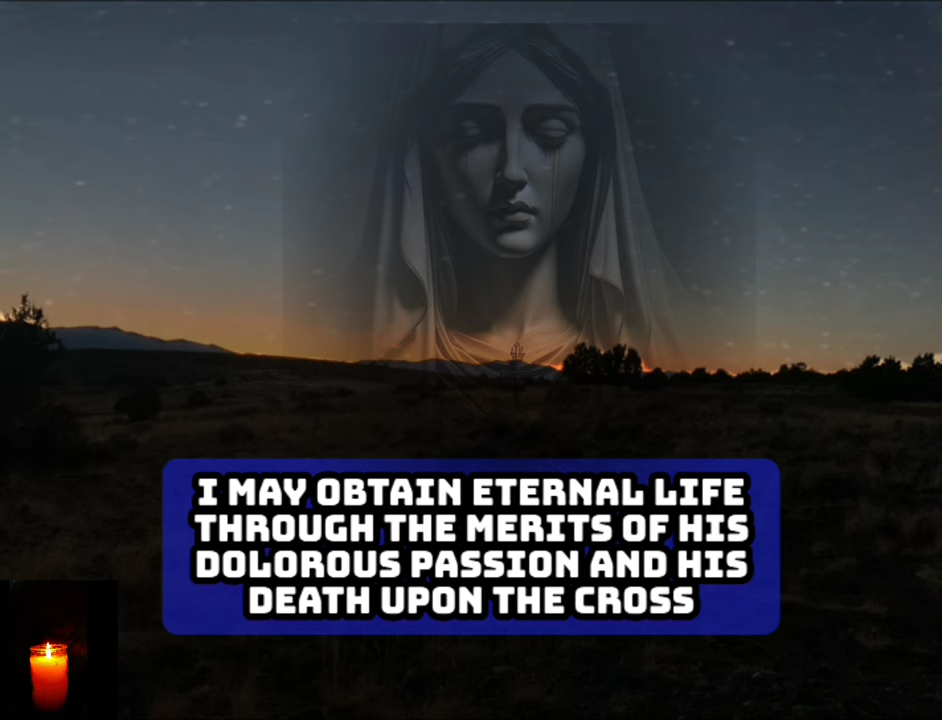 I MAY OBTAIN ETERNAL LIFE
THROUGH THE MERITS OF HIS
DOLOROUS PASSION AND HIS
DEATH UPON THE CROSS